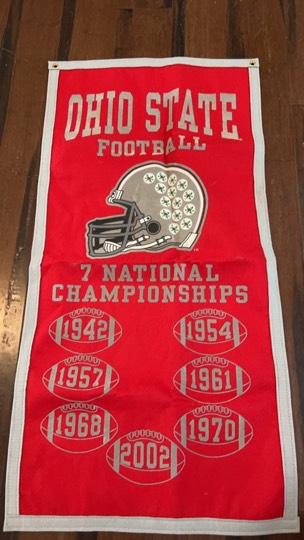 OHIO STATE
FOOTBALL
7 NATIONAL
CHAMPIONSHIPS
1942 1954
1957 1961
1968 1970
2002